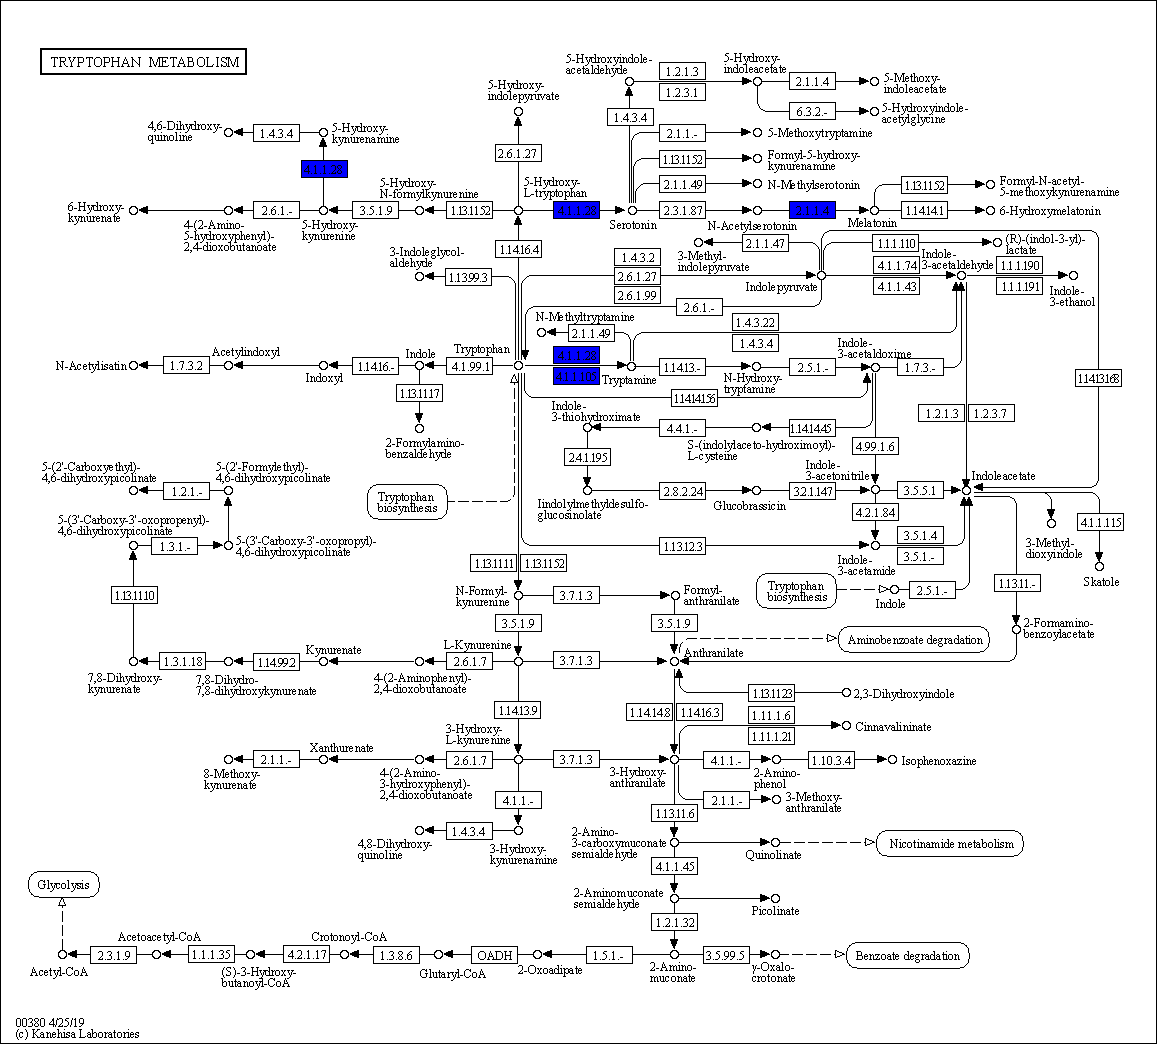 TRYPTOPHAN METABOLISM
5-Hydroxyindole-
acetaldehyde
1.2.1.3
1.2.3.1
5-Hydroxy-
indoleacetate
2.1.1.4
5-Methoxy-
indoleacetate
6.3.2.-
5-Hydroxyindole-
acetylglycine
5-Hydroxy-
indolepyruvate
1.4.3.4
4,6-Dihydroxy-
quinoline
1.4.3.4
5-Hydroxy-
kynurenamine
2.6.1.27
2.1.1.-
5-Methoxytryptamine
1.13.11.52
Formyl-5-hydroxy-
kynurenamine
4.1.1.28
5-Hydroxy-
N-formylkynurenine
5-Hydroxy-
L-tryptophan
2.1.1.49
N-Methylserotonin
1.13.11.52
Formyl-N-acetyl-
5-methoxykynurenamine
6-Hydroxy-
kynurenate
2.6.1.-
3.5.1.9
1.13.11.52
4.1.1.28
2.3.1.87
2.1.1.4
1.14.14.1
6-Hydroxymelatonin
4-(2-Amino-
5-hydroxyphenyl)-
2,4-dioxobutanoate
5-Hydroxy-
kynurenine
Serotonin
N-Acetylserotonin
Melatonin
1.14.16.4
3-Indoleglycol-
aldehyde
1.13.99.3
1.4.3.2
2.6.1.27
2.6.1.99
3-Methyl-
indolepyruvate
2.1.1.47
1.1.1.110
(R)-(indol-3-yl)-
lactate
Indolepyruvate
4.1.1.74
4.1.1.43
Indole-
3-acetaldehyde
1.1.1.190
1.1.1.191
Indole-
3-ethanol
2.6.1.-
N-Methyltryptamine
2.1.1.49
1.4.3.22
1.4.3.4
N-Acetylisatin
1.7.3.2
Acetylindoxyl
Indoxyl
1.14.16.-
Indole
4.1.99.1
Tryptophan
4.1.1.28
4.1.1.105
Tryptamine
1.14.13.-
N-Hydroxy-
tryptamine
2.5.1.-
Indole-
3-acetaldoxime
1.7.3.-
1.14.13.168
1.13.11.17
2-Formylamino-
benzaldehyde
1.14.14.156
Indole-
3-thiohydroximate
4.4.1.-
1.14.14.45
S-(indolylaceto-hydroximoyl)-
L-cysteine
1.2.1.3
1.2.3.7
4.99.1.6
2.4.1.195
Iindolylmethyldesulfo-
glucosinolate
2.8.2.24
Glucobrassicin
3.2.1.147
Indole-
3-acetonitrile
3.5.5.1
Indoleacetate
4.2.1.84
5-(2'-Carboxyethyl)-
4,6-dihydroxypicolinate
1.2.1.-
5-(2'-Formylethyl)-
4,6-dihydroxypicolinate
Tryptophan
biosynthesis
5-(3'-Carboxy-3'-oxopropenyl)-
4,6-dihydroxypicolinate
1.3.1.-
5-(3'-Carboxy-3'-oxopropyl)-
4,6-dihydroxypicolinate
1.13.12.3
Indole-
3-acetamide
3.5.1.4
3.5.1.-
3-Methyl-
dioxyindole
4.1.1.115
Skatole
1.13.11.11
1.13.11.52
1.13.11.10
N-Formyl-
kynurenine
3.7.1.3
Formyl-
anthranilate
Tryptophan
biosynthesis
Indole
2.5.1.-
1.13.11.-
3.5.1.9
3.5.1.9
Aminobenzoate degradation
2-Formamino-
benzoylacetate
7,8-Dihydroxy-
kynurenate
1.3.1.18
7,8-Dihydro-
7,8-dihydroxykynurenate
1.14.99.2
Kynurenate
4-(2-Aminophenyl)-
2,4-dioxobutanoate
2.6.1.7
L-Kynurenine
3.7.1.3
Anthranilate
1.13.11.23
2,3-Dihydroxyindole
1.14.13.9
1.14.14.8
1.14.16.3
1.11.1.6
1.11.1.21
Cinnavalininate
8-Methoxy-
kynurenate
2.1.1.-
Xanthurenate
4-(2-Amino-
3-hydroxyphenyl)-
2,4-dioxobutanoate
2.6.1.7
3-Hydroxy-
L-kynurenine
3.7.1.3
3-Hydroxy-
anthranilate
4.1.1.-
2-Amino-
phenol
1.10.3.4
Isophenoxazine
4.1.1.-
2.1.1.-
3-Methoxy-
anthranilate
1.13.11.6
4,8-Dihydroxy-
quinoline
1.4.3.4
3-Hydroxy-
kynurenamine
2-Amino-
3-carboxymuconate
semialdehyde
Quinolinate
Nicotinamide metabolism
4.1.1.45
Glycolysis
2-Aminomuconate
semialdehyde
Picolinate
1.2.1.32
Acetyl-CoA
2.3.1.9
Acetoacetyl-CoA
1.1.1.35
(S)-3-Hydroxy-
butanoyl-CoA
4.2.1.17
Crotonoyl-CoA
1.3.8.6
Glutaryl-CoA
OADH
2-Oxoadipate
1.5.1.-
2-Amino-
muconate
3.5.99.5
γ-Oxalo-
crotonate
Benzoate degradation
00380 4/25/19
(c) Kanehisa Laboratories